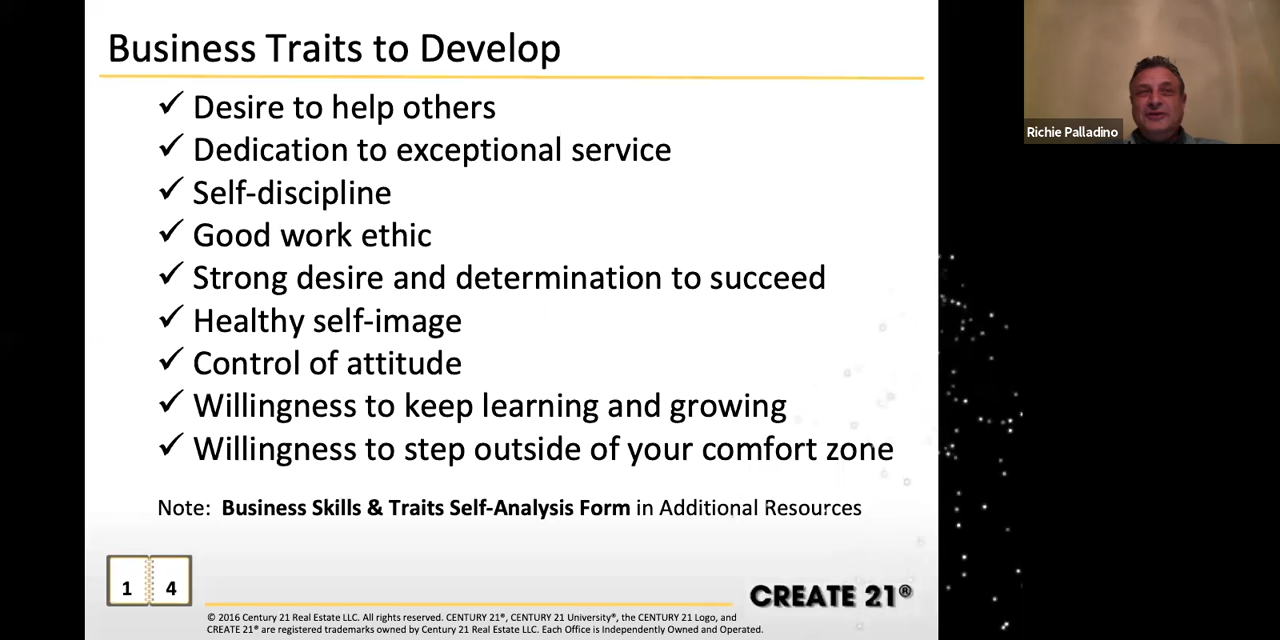 Business Traits to Develop
✓ Desire to help others
✓ Dedication to exceptional service
✓ Self-discipline
✓ Good work ethic
✓ Strong desire and determination to succeed
✓ Healthy self-image
✓ Control of attitude
✓ Willingness to keep learning and growing
✓ Willingness to step outside of your comfort zone
Note: Business Skills & Traits Self-Analysis Form in Additional Resources
1 4
CREATE 21®
© 2016 Century 21 Real Estate LLC. All rights reserved. CENTURY 21®, CENTURY 21 University®, the CENTURY 21 Logo, and
CREATE 21® are registered trademarks owned by Century 21 Real Estate LLC. Each Office is Independently Owned and Operated.
Richie Palladino